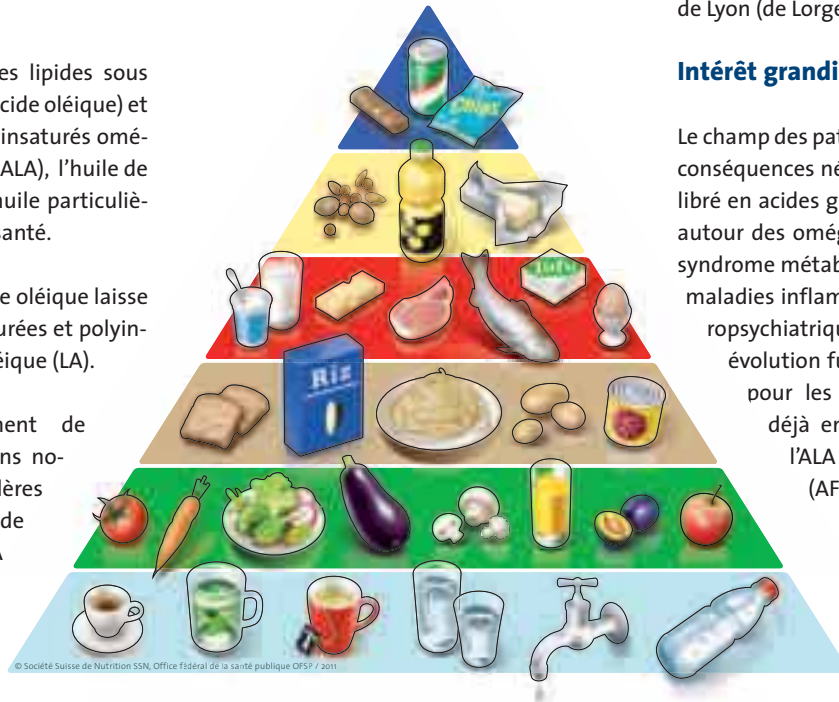 es lipides sous
cide oléique) et
insaturés omé-
ALA), l’huile de
huile particuliè-
santé.
e oléique laisse
urées et polyin-
éique (LA).
ment de
ns no-
lères
de
de Lyon (de Lorge
Intérêt grandi
Le champ des pat
conséquences né
libré en acides g
autour des omég
syndrome métab
maladies inflam
ropsychiatriqu
évolution fu
pour les
déjà en
l’ALA
(AF
CHIPS
Riz
© Société Suisse de Nutrition SSN, Office fédéral de la santé publique OFSP / 2011